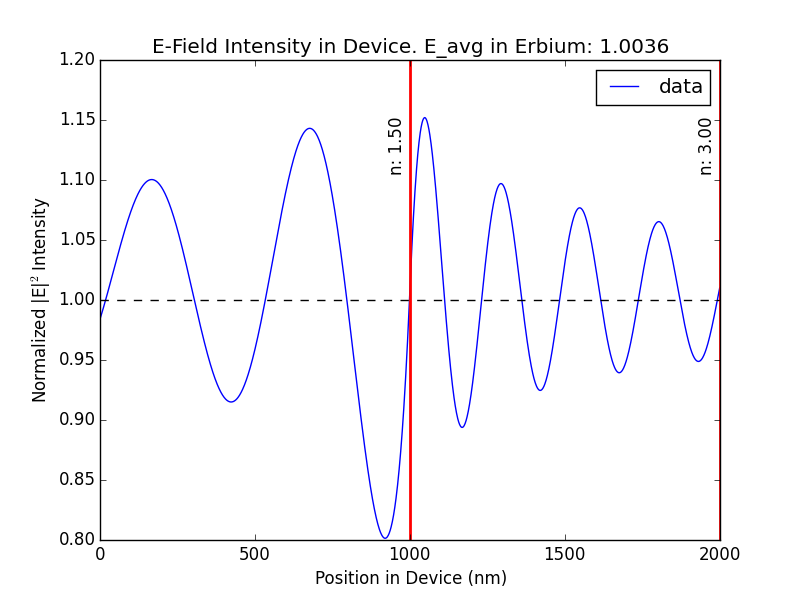 E-Field Intensity in Device. E_avg in Erbium: 1.0036
1.20
1.15
1.10
1.05
1.00
0.95
0.90
0.85
0.80
Normalized |E|² Intensity
data
n: 1.50
n: 3.00
0
500
1000
1500
2000
Position in Device (nm)